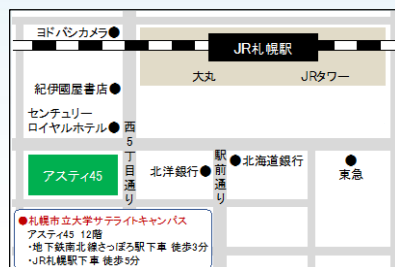 ヨドバシカメラ●
JR札幌駅
大丸
JRタワー
紀伊國屋書店●
センチュリー
ロイヤルホテル●
西5丁目通り
アスティ45
北洋銀行●
駅前通り
●北海道銀行
●
東急
●札幌市立大学サテライトキャンパス
アスティ45 12階
・地下鉄南北線さっぽろ駅下車 徒歩3分
・JR札幌駅下車 徒歩5分